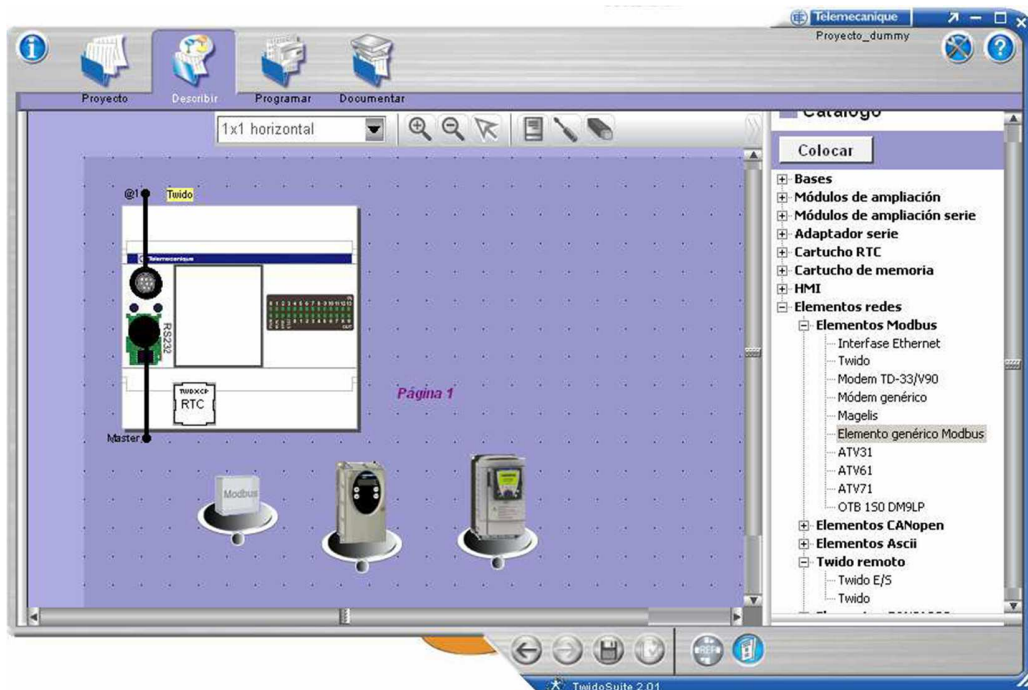 Telemecanique
Proyecto_dummy
Proyecto
Describir
Programar
Documentar
1x1 horizontal
Catálogo
Colocar
Bases
Módulos de ampliación
Módulos de ampliación serie
Adaptador serie
Cartucho RTC
Cartucho de memoria
HMI
Elementos redes
Elementos Modbus
Interfase Ethernet
Twido
Modem TD-33/V90
Módem genérico
Magelis
Elemento genérico Modbus
ATV31
ATV61
ATV71
OTB 1S0 DM9LP
Elementos CANopen
Elementos Ascii
Twido remoto
Twido E/S
Twido
@1
Twido
Telemecanique
RS232
TWDXCP
RTC
Master
Página 1
Modbus
REF
TwidoSuite 2.01